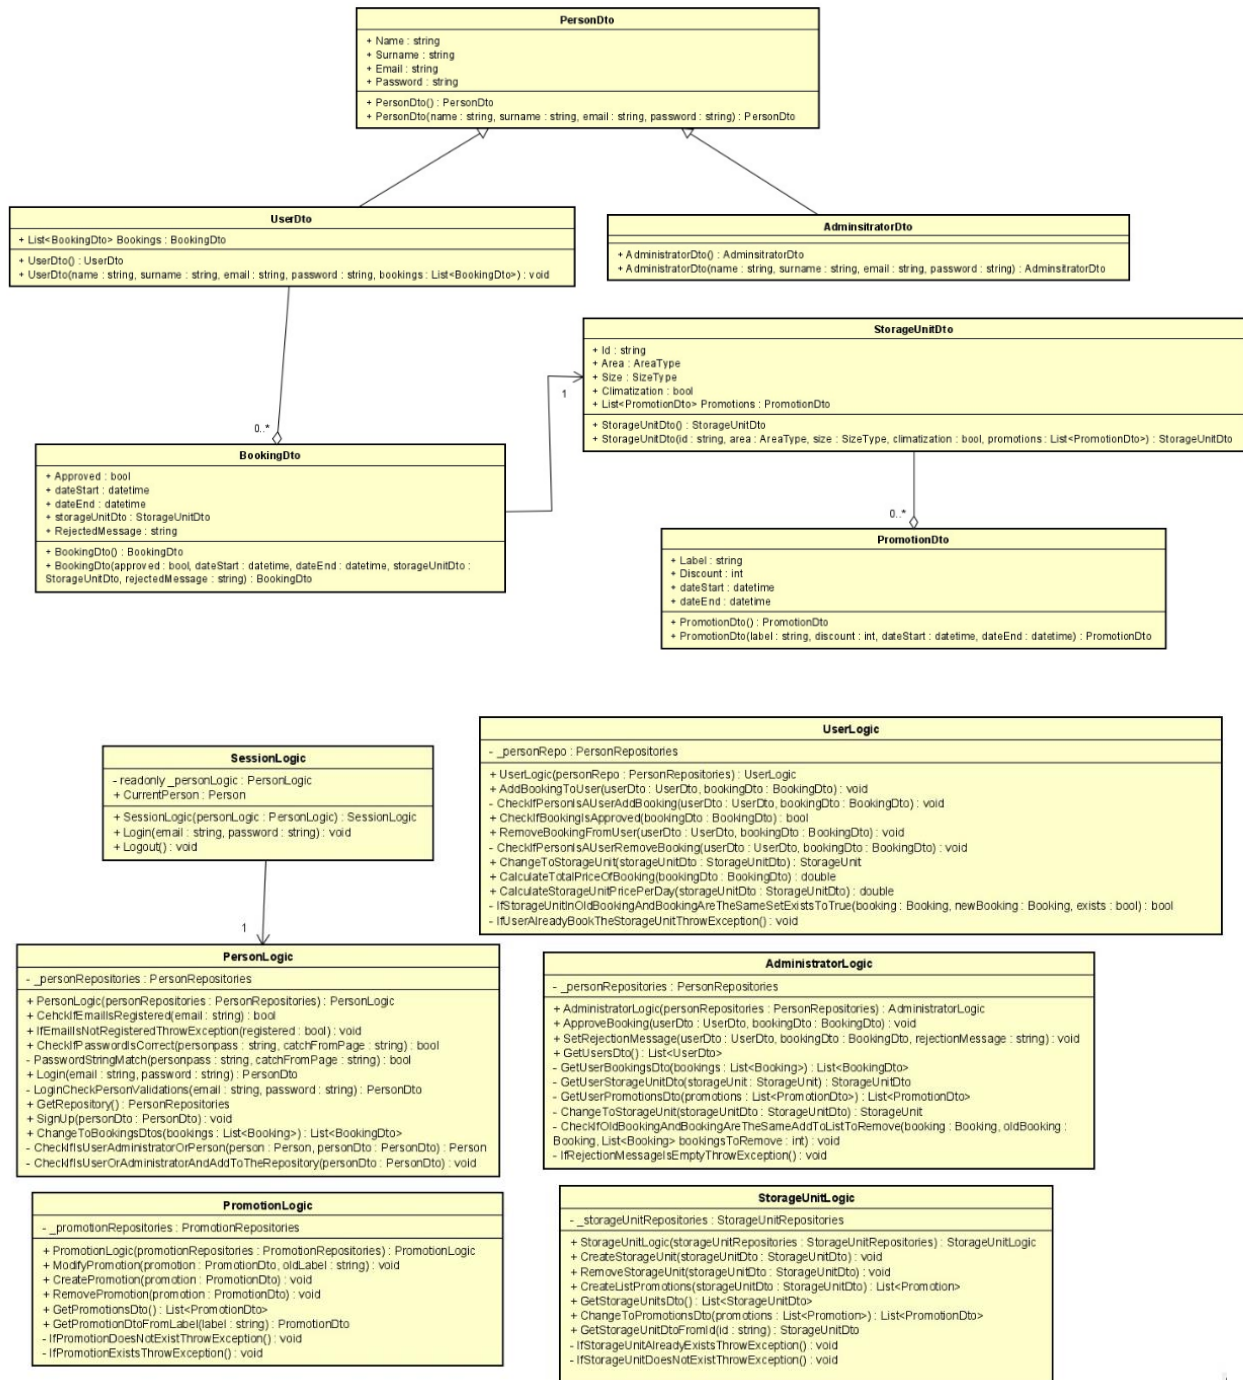 PersonDto
+ Name : string
+ Surname : string
+ Email : string
+ Password : string
+ PersonDto() : PersonDto
+ PersonDto(name : string, surname : string, email : string, password : string) : PersonDto
UserDto
+ List<BookingDto> Bookings : BookingDto
+ UserDto() : UserDto
+ UserDto(name : string, surname : string, email : string, password : string, bookings : List<BookingDto>) : void
AdminsitratorDto
+ AdministratorDto() : AdminsitratorDto
+ AdministratorDto(name : string, surname : string, email : string, password : string) : AdminsitratorDto
StorageUnitDto
+ Id : string
+ Area : AreaType
+ Size : SizeType
+ Climatization : bool
+ List<PromotionDto> Promotions : PromotionDto
+ StorageUnitDto() : StorageUnitDto
+ StorageUnitDto(id : string, area : AreaType, size : SizeType, climatization : bool, promotions : List<PromotionDto>) : StorageUnitDto
1
0..*
BookingDto
+ Approved : bool
+ dateStart : datetime
+ dateEnd : datetime
+ storageUnitDto : StorageUnitDto
+ RejectedMessage : string
+ BookingDto() : BookingDto
+ BookingDto(approved : bool, dateStart : datetime, dateEnd : datetime, storageUnitDto :
StorageUnitDto, rejectedMessage : string) : BookingDto
0..*
PromotionDto
+ Label : string
+ Discount : int
+ dateStart : datetime
+ dateEnd : datetime
+ PromotionDto() : PromotionDto
+ PromotionDto(label : string, discount : int, dateStart : datetime, dateEnd : datetime) : PromotionDto
SessionLogic
- readonly _personLogic : PersonLogic
+ CurrentPerson : Person
+ SessionLogic(personLogic : PersonLogic) : SessionLogic
+ Login(email : string, password : string) : void
+ Logout() : void
1
UserLogic
- _personRepo : PersonRepositories
+ UserLogic(personRepo : PersonRepositories) : UserLogic
+ AddBookingToUser(userDto : UserDto, bookingDto : BookingDto) : void
- CheckIfPersonIsAUserAddBooking(userDto : UserDto, bookingDto : BookingDto) : void
+ CheckIfBookingIsApproved(bookingDto : BookingDto) : bool
+ RemoveBookingFromUser(userDto : UserDto, bookingDto : BookingDto) : void
- CheckIfPersonIsAUserRemoveBooking(userDto : UserDto, bookingDto : BookingDto) : void
+ ChangeToStorageUnit(storageUnitDto : StorageUnitDto) : StorageUnit
+ CalculateTotalPriceOfBooking(bookingDto : BookingDto) : double
+ CalculateStorageUnitPricePerDay(storageUnitDto : StorageUnitDto) : double
- IfStorageUnitInOldBookingAndBookingAreTheSameSetExistsToTrue(booking : Booking, newBooking : Booking, exists : bool) : bool
- IfUserAlreadyBookTheStorageUnitThrowException() : void
PersonLogic
- _personRepositories : PersonRepositories
+ PersonLogic(personRepositories : PersonRepositories) : PersonLogic
+ CehckIfEmailIsRegistered(email : string) : bool
+ IfEmailIsNotRegisteredThrowException(registered : bool) : void
+ CheckIfPasswordIsCorrect(personpass : string, catchFromPage : string) : bool
- PasswordStringMatch(personpass : string, catchFromPage : string) : bool
+ Login(email : string, password : string) : PersonDto
- LoginCheckPersonValidations(email : string, password : string) : PersonDto
+ GetRepository() : PersonRepositories
+ SignUp(personDto : PersonDto) : void
+ ChangeToBookingsDtos(bookings : List<Booking>) : List<BookingDto>
- CheckIfIsUserAdministratorOrPerson(person : Person, personDto : PersonDto) : Person
- CheckIfIsUserOrAdministratorAndAddToTheRepository(personDto : PersonDto) : void
AdministratorLogic
- _personRepositories : PersonRepositories
+ AdministratorLogic(personRepositories : PersonRepositories) : AdministratorLogic
+ ApproveBooking(userDto : UserDto, bookingDto : BookingDto) : void
+ SetRejectionMessage(userDto : UserDto, bookingDto : BookingDto, rejectionMessage : string) : void
+ GetUsersDto() : List<UserDto>
- GetUserBookingsDto(bookings : List<Booking>) : List<BookingDto>
- GetUserStorageUnitDto(storageUnit : StorageUnit) : StorageUnitDto
- GetUserPromotionsDto(promotions : List<PromotionDto>) : List<PromotionDto>
- ChangeToStorageUnit(storageUnitDto : StorageUnitDto) : StorageUnit
- CheckIfOldBookingAndBookingAreTheSameAddToListToRemove(booking : Booking, oldBooking :
Booking, List<Booking> bookingsToRemove : int) : void
- IfRejectionMessageIsEmptyThrowException() : void
PromotionLogic
- _promotionRepositories : PromotionRepositories
+ PromotionLogic(promotionRepositories : PromotionRepositories) : PromotionLogic
+ ModifyPromotion(promotion : PromotionDto, oldLabel : string) : void
+ CreatePromotion(promotion : PromotionDto) : void
+ RemovePromotion(promotion : PromotionDto) : void
+ GetPromotionsDto() : List<PromotionDto>
+ GetPromotionDtoFromLabel(label : string) : PromotionDto
- IfPromotionDoesNotExistThrowException() : void
- IfPromotionExistsThrowException() : void
StorageUnitLogic
- _storageUnitRepositories : StorageUnitRepositories
+ StorageUnitLogic(storageUnitRepositories : StorageUnitRepositories) : StorageUnitLogic
+ CreateStorageUnit(storageUnitDto : StorageUnitDto) : void
+ RemoveStorageUnit(storageUnitDto : StorageUnitDto) : void
+ CreateListPromotions(storageUnitDto : StorageUnitDto) : List<Promotion>
+ GetStorageUnitsDto() : List<StorageUnitDto>
+ ChangeToPromotionsDto(promotions : List<Promotion>) : List<PromotionDto>
+ GetStorageUnitDtoFromId(id : string) : StorageUnitDto
- IfStorageUnitAlreadyExistsThrowException() : void
- IfStorageUnitDoesNotExistThrowException() : void